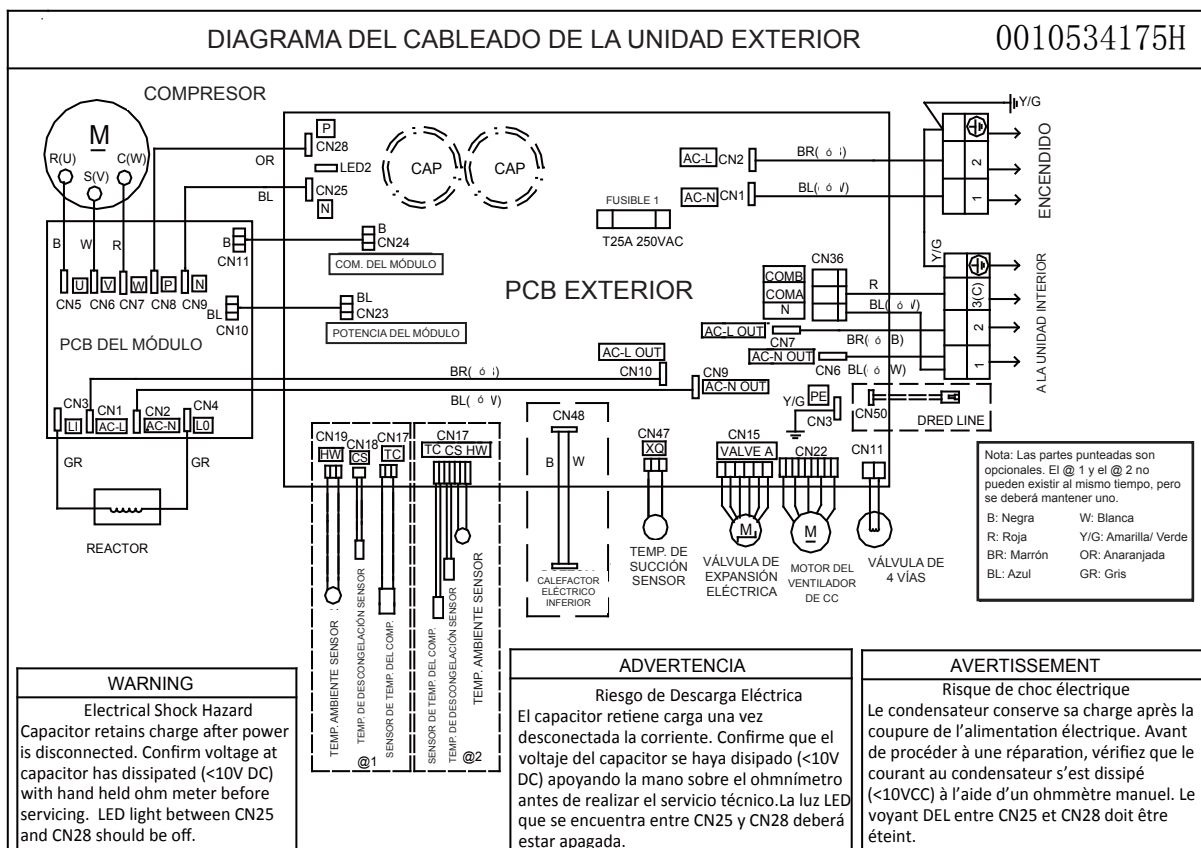 DIAGRAMA DEL CABLEADO DE LA UNIDAD EXTERIOR
0010534175H
COMPRESOR
M
R(U)
C(W)
S(V)
B
W
R
OR
BL
P
CN28
LED2
CN25
N
CAP
CAP
AC-L
CN2
AC-N
CN1
BR(
BL(
FUSIBLE 1
T25A 250VAC
Y/G
2
1
ENCENDIDO
Y/G
B
CN11
B
CN24
COM. DEL MÓDULO
BL
CN10
BL
CN23
POTENCIA DEL MÓDULO
U
V
W
P
N
CN5
CN6
CN7
CN8
CN9
PCB DEL MÓDULO
PCB EXTERIOR
CN36
COMB
COMA
N
R
BL(
AC-L OUT
CN7
BR( ó B)
AC-N OUT
CN6
BL( ó W)
3(C)
2
1
A LA UNIDAD INTERIOR
AC-L OUT
CN10
BR(
CN9
AC-N OUT
BL(
CN3
LI
CN1
AC-L
CN2
AC-N
CN4
L0
GR
GR
REACTOR
Y/G
PE
CN3
CN50
DRED LINE
CN19
HW
CN18
CS
CN17
TC
CN17
TC CS HW
CN48
B
W
CALEFACTOR
ELÉCTRICO
INFERIOR
CN47
XQ
TEMP. DE
SUCCIÓN
SENSOR
CN15
VALVE A
M
VÁLVULA DE
EXPANSIÓN
ELÉCTRICA
CN22
M
MOTOR DEL
VENTILADOR
DE CC
CN11
VÁLVULA DE
4 VÍAS
TEMP. AMBIENTE SENSOR
TEMP. DE DESCONGELACIÓN SENSOR
SENSOR DE TEMP. DEL COMP.
@1
SENSOR DE TEMP. DEL COMP.
TEMP. DE DESCONGELACIÓN SENSOR
TEMP. AMBIENTE SENSOR
@2
Nota: Las partes punteadas son
opcionales. El @ 1 y el @ 2 no
pueden existir al mismo tiempo, pero
se deberá mantener uno.
B: Negra W: Blanca
R: Roja Y/G: Amarilla/ Verde
BR: Marrón OR: Anaranjada
BL: Azul GR: Gris
WARNING
Electrical Shock Hazard
Capacitor retains charge after power
is disconnected. Confirm voltage at
capacitor has dissipated (<10V DC)
with hand held ohm meter before
servicing. LED light between CN25
and CN28 should be off.
ADVERTENCIA
Riesgo de Descarga Eléctrica
El capacitor retiene carga una vez
desconectada la corriente. Confirme que el
voltaje del capacitor se haya disipado (<10V
DC) apoyando la mano sobre el ohmnímetro
antes de realizar el servicio técnico.La luz LED
que se encuentra entre CN25 y CN28 deberá
estar apagada.
AVERTISSEMENT
Risque de choc électrique
Le condensateur conserve sa charge après la
coupure de l'alimentation électrique. Avant
de procéder à une réparation, vérifiez que le
courant au condensateur s'est dissipé
(<10VCC) à l'aide d'un ohmmètre manuel. Le
voyant DEL entre CN25 et CN28 doit être
éteint.